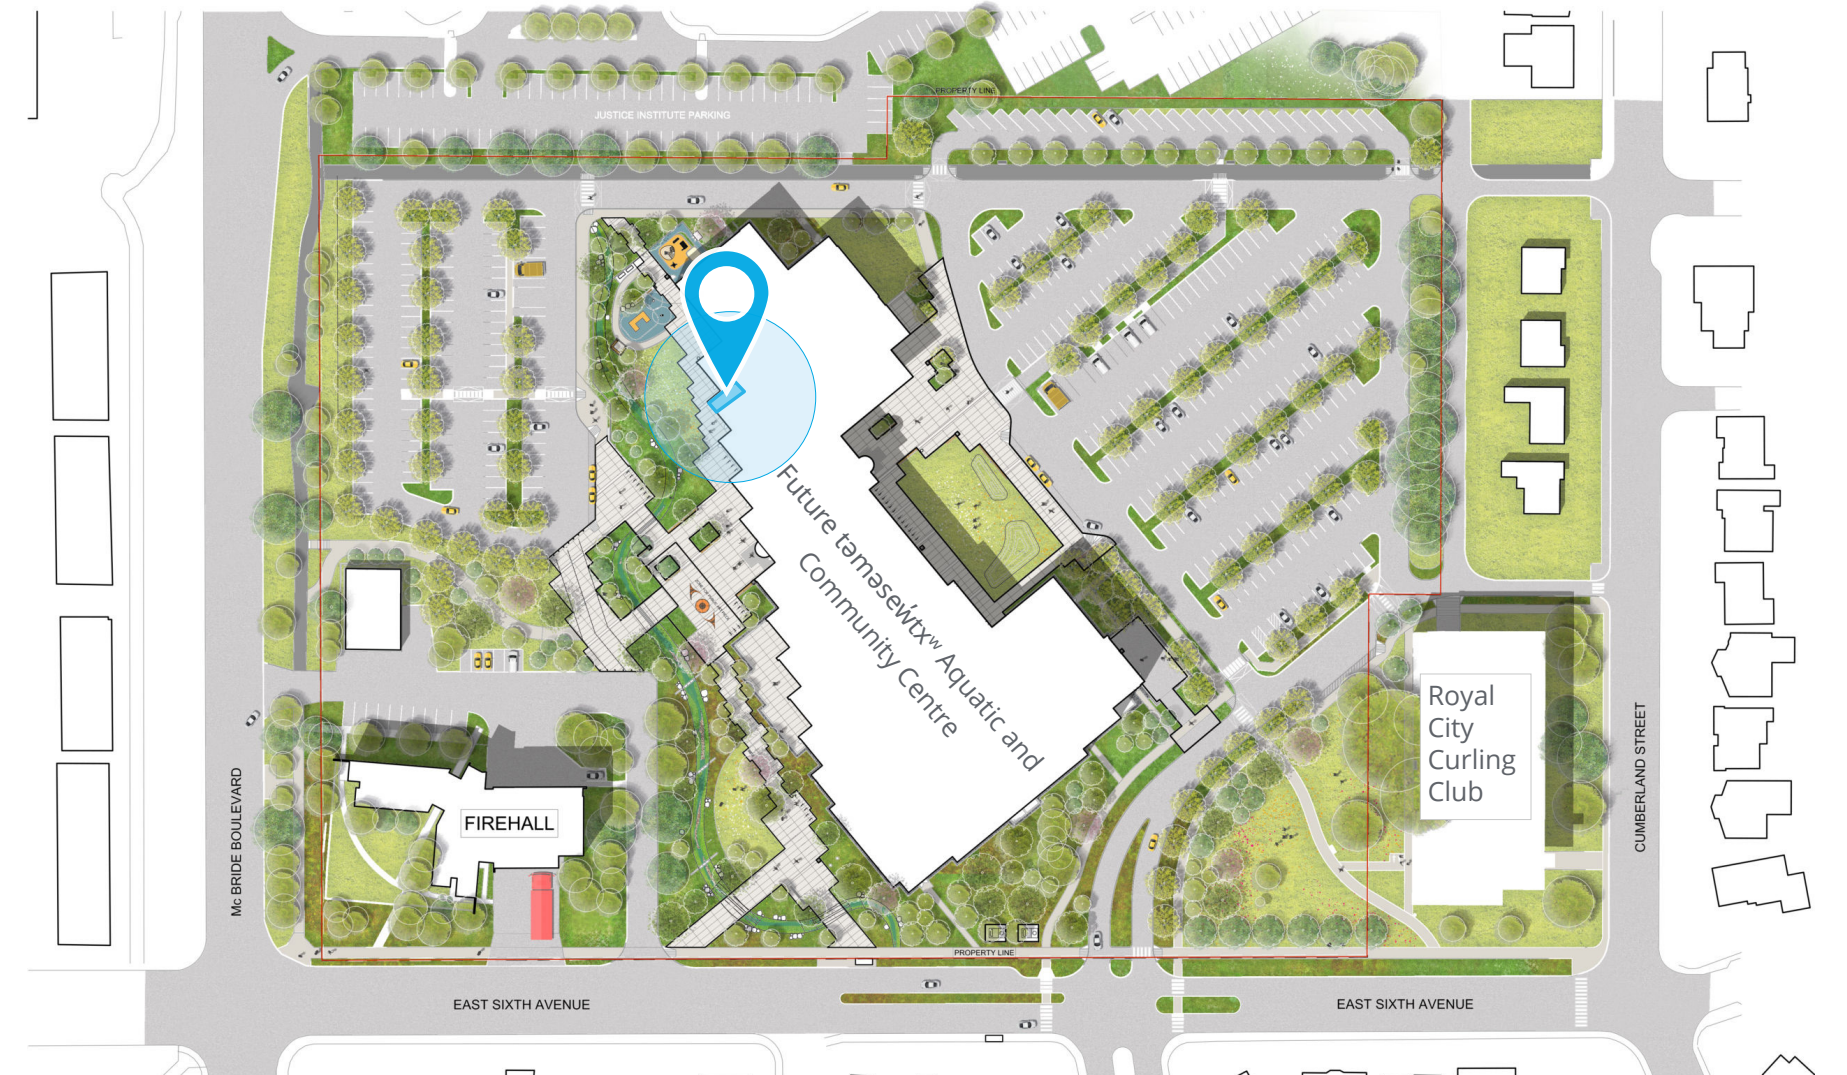 PROPERTY LINE
JUSTICE INSTITUTE PARKING
Future təməsew̓txʷ Aquatic and
Community Centre
Royal
City
Curling
Club
FIREHALL
Mc BRIDE BOULEVARD
CUMBERLAND STREET
PROPERTY LINE
EAST SIXTH AVENUE
EAST SIXTH AVENUE